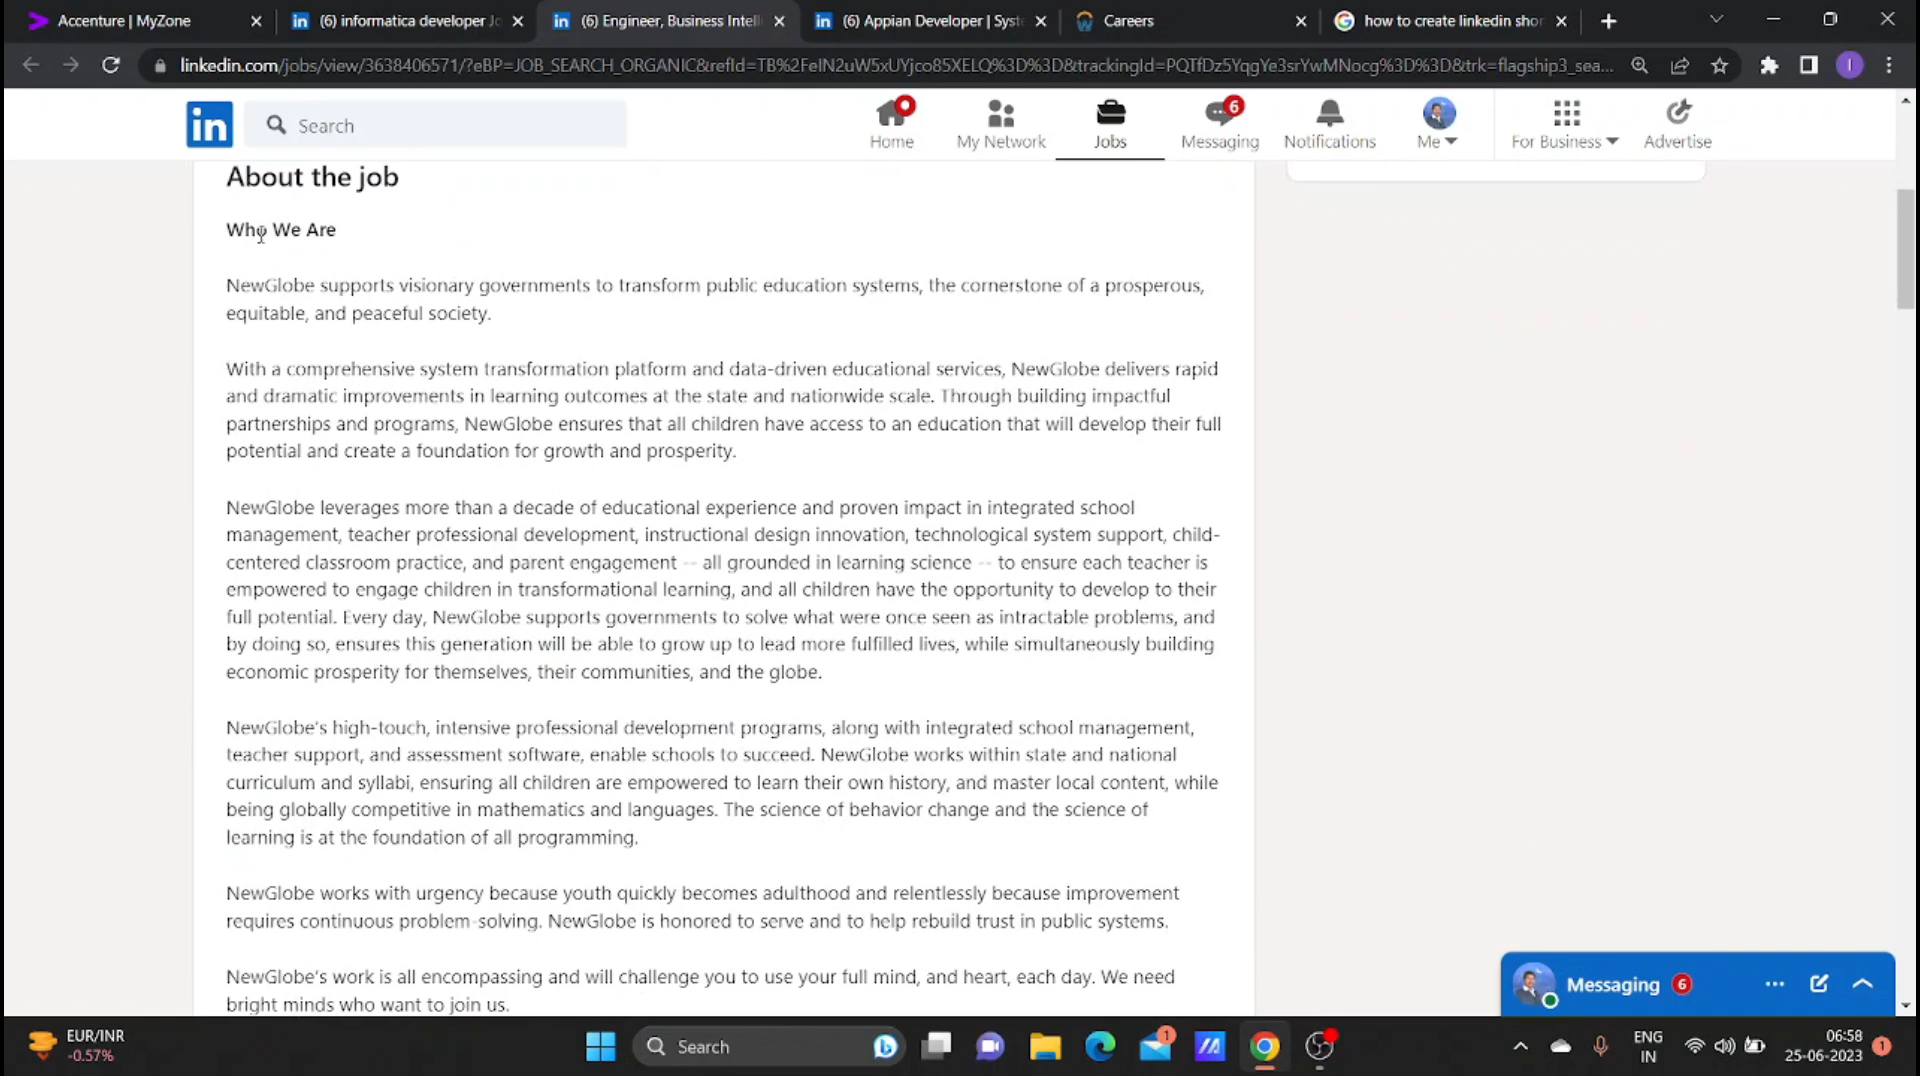 Accenture | MyZone
(6) informatica developer Jo
(6) Engineer, Business Intelli
(6) Appian Developer | Syst
Careers
how to create linkedin shor
linkedin.com/jobs/view/3638406571/?eBP=JOB_SEARCH_ORGANIC&refId=TB%2FeIN2uW5xUYjco85XELQ%3D%3D&trackingId=PQTfDz5YqgYe3srYwMNocg%3D%3D&trk=flagship3_sea...
I
in
Search
Home
My Network
Jobs
6
Messaging
Notifications
Me
For Business
Advertise
About the job
Who We Are
NewGlobe supports visionary governments to transform public education systems, the cornerstone of a prosperous,
equitable, and peaceful society.
With a comprehensive system transformation platform and data-driven educational services, NewGlobe delivers rapid
and dramatic improvements in learning outcomes at the state and nationwide scale. Through building impactful
partnerships and programs, NewGlobe ensures that all children have access to an education that will develop their full
potential and create a foundation for growth and prosperity.
NewGlobe leverages more than a decade of educational experience and proven impact in integrated school
management, teacher professional development, instructional design innovation, technological system support, child-
centered classroom practice, and parent engagement -- all grounded in learning science -- to ensure each teacher is
empowered to engage children in transformational learning, and all children have the opportunity to develop to their
full potential. Every day, NewGlobe supports governments to solve what were once seen as intractable problems, and
by doing so, ensures this generation will be able to grow up to lead more fulfilled lives, while simultaneously building
economic prosperity for themselves, their communities, and the globe.
NewGlobe's high-touch, intensive professional development programs, along with integrated school management,
teacher support, and assessment software, enable schools to succeed. NewGlobe works within state and national
curriculum and syllabi, ensuring all children are empowered to learn their own history, and master local content, while
being globally competitive in mathematics and languages. The science of behavior change and the science of
learning is at the foundation of all programming.
NewGlobe works with urgency because youth quickly becomes adulthood and relentlessly because improvement
requires continuous problem-solving. NewGlobe is honored to serve and to help rebuild trust in public systems.
NewGlobe's work is all encompassing and will challenge you to use your full mind, and heart, each day. We need
bright minds who want to join us.
Messaging 6
EUR/INR
-0.57%
Search
1
ENG
IN
06:58
25-06-2023
1